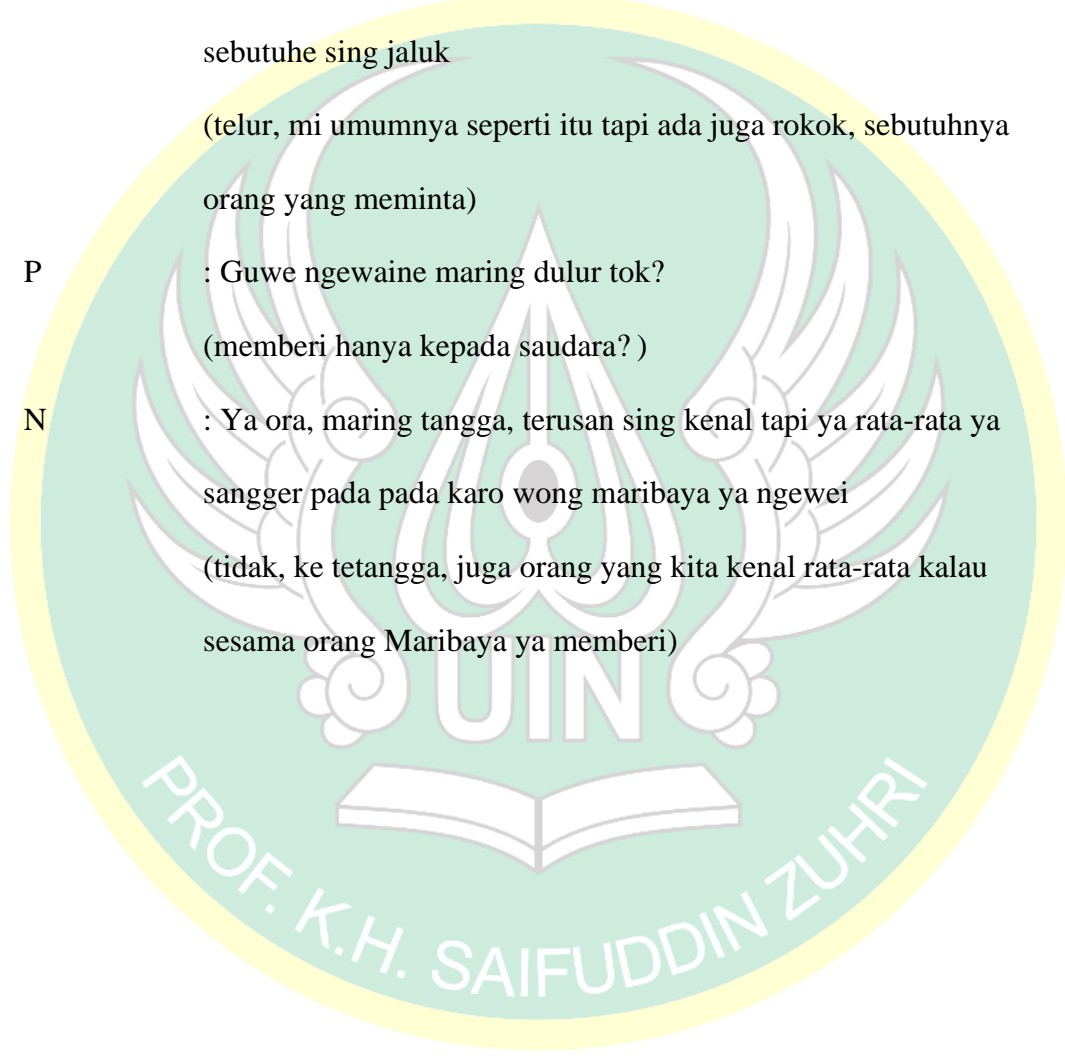 sebutuhe sing jaluk
(telur, mi umumnya seperti itu tapi ada juga rokok, sebutuhnya
orang yang meminta)
P : Guwe ngewaine maring dulur tok?
(memberi hanya kepada saudara? )
N : Ya ora, maring tangga, terusan sing kenal tapi ya rata-rata ya
sangger pada pada karo wong maribaya ya ngewei
(tidak, ke tetangga, juga orang yang kita kenal rata-rata kalau
sesama orang Maribaya ya memberi)
UIN
PROF. K.H. SAIFUDDIN ZUHRI